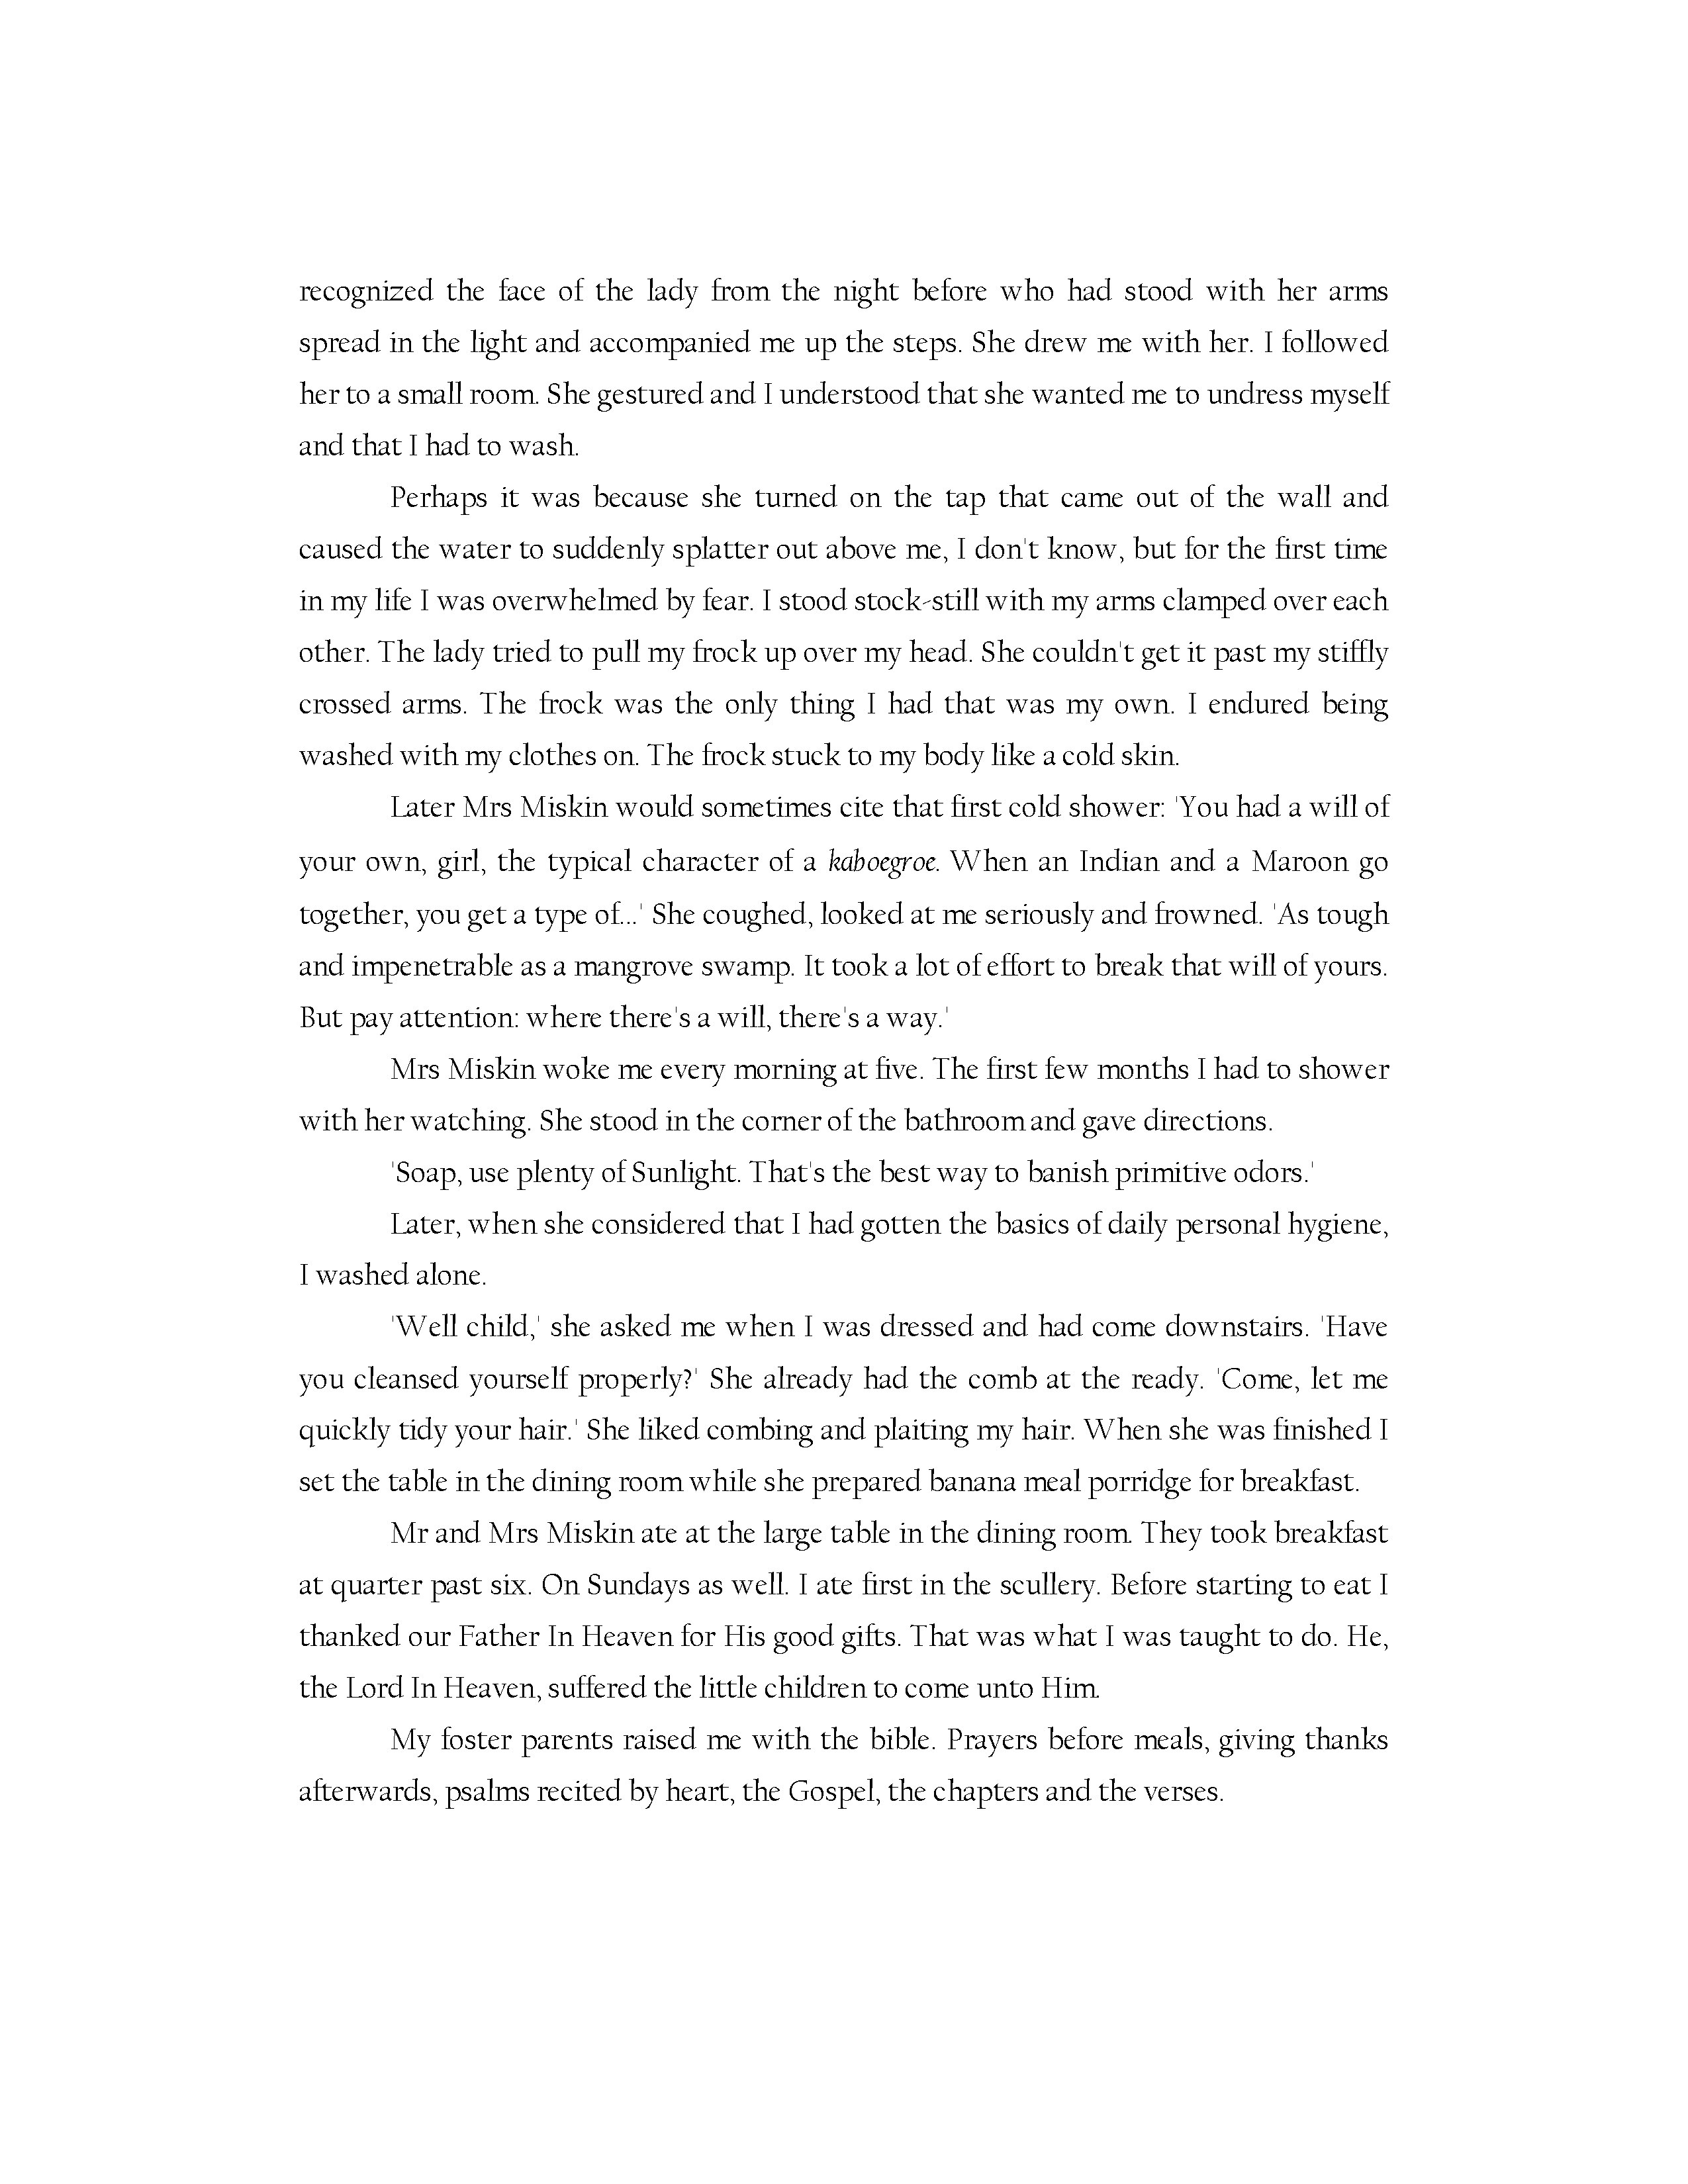 recognized the face of the lady from the night before who had stood with her arms
spread in the light and accompanied me up the steps. She drew me with her. I followed
her to a small room. She gestured and I understood that she wanted me to undress myself
and that I had to wash.
Perhaps it was because she turned on the tap that came out of the wall and
caused the water to suddenly splatter out above me, I don't know, but for the first time
in my life I was overwhelmed by fear. I stood stock-still with my arms clamped over each
other. The lady tried to pull my frock up over my head. She couldn't get it past my stiffly
crossed arms. The frock was the only thing I had that was my own. I endured being
washed with my clothes on. The frock stuck to my body like a cold skin.
Later Mrs Miskin would sometimes cite that first cold shower: 'You had a will of
your own, girl, the typical character of a kaboegroe. When an Indian and a Maroon go
together, you get a type of...' She coughed, looked at me seriously and frowned. 'As tough
and impenetrable as a mangrove swamp. It took a lot of effort to break that will of yours.
But pay attention: where there's a will, there's a way.'
Mrs Miskin woke me every morning at five. The first few months I had to shower
with her watching. She stood in the corner of the bathroom and gave directions.
'Soap, use plenty of Sunlight. That's the best way to banish primitive odors.'
Later, when she considered that I had gotten the basics of daily personal hygiene,
I washed alone.
'Well child,' she asked me when I was dressed and had come downstairs. 'Have
you cleansed yourself properly?' She already had the comb at the ready. 'Come, let me
quickly tidy your hair.' She liked combing and plaiting my hair. When she was finished I
set the table in the dining room while she prepared banana meal porridge for breakfast.
Mr and Mrs Miskin ate at the large table in the dining room. They took breakfast
at quarter past six. On Sundays as well. I ate first in the scullery. Before starting to eat I
thanked our Father In Heaven for His good gifts. That was what I was taught to do. He,
the Lord In Heaven, suffered the little children to come unto Him.
My foster parents raised me with the bible. Prayers before meals, giving thanks
afterwards, psalms recited by heart, the Gospel, the chapters and the verses.